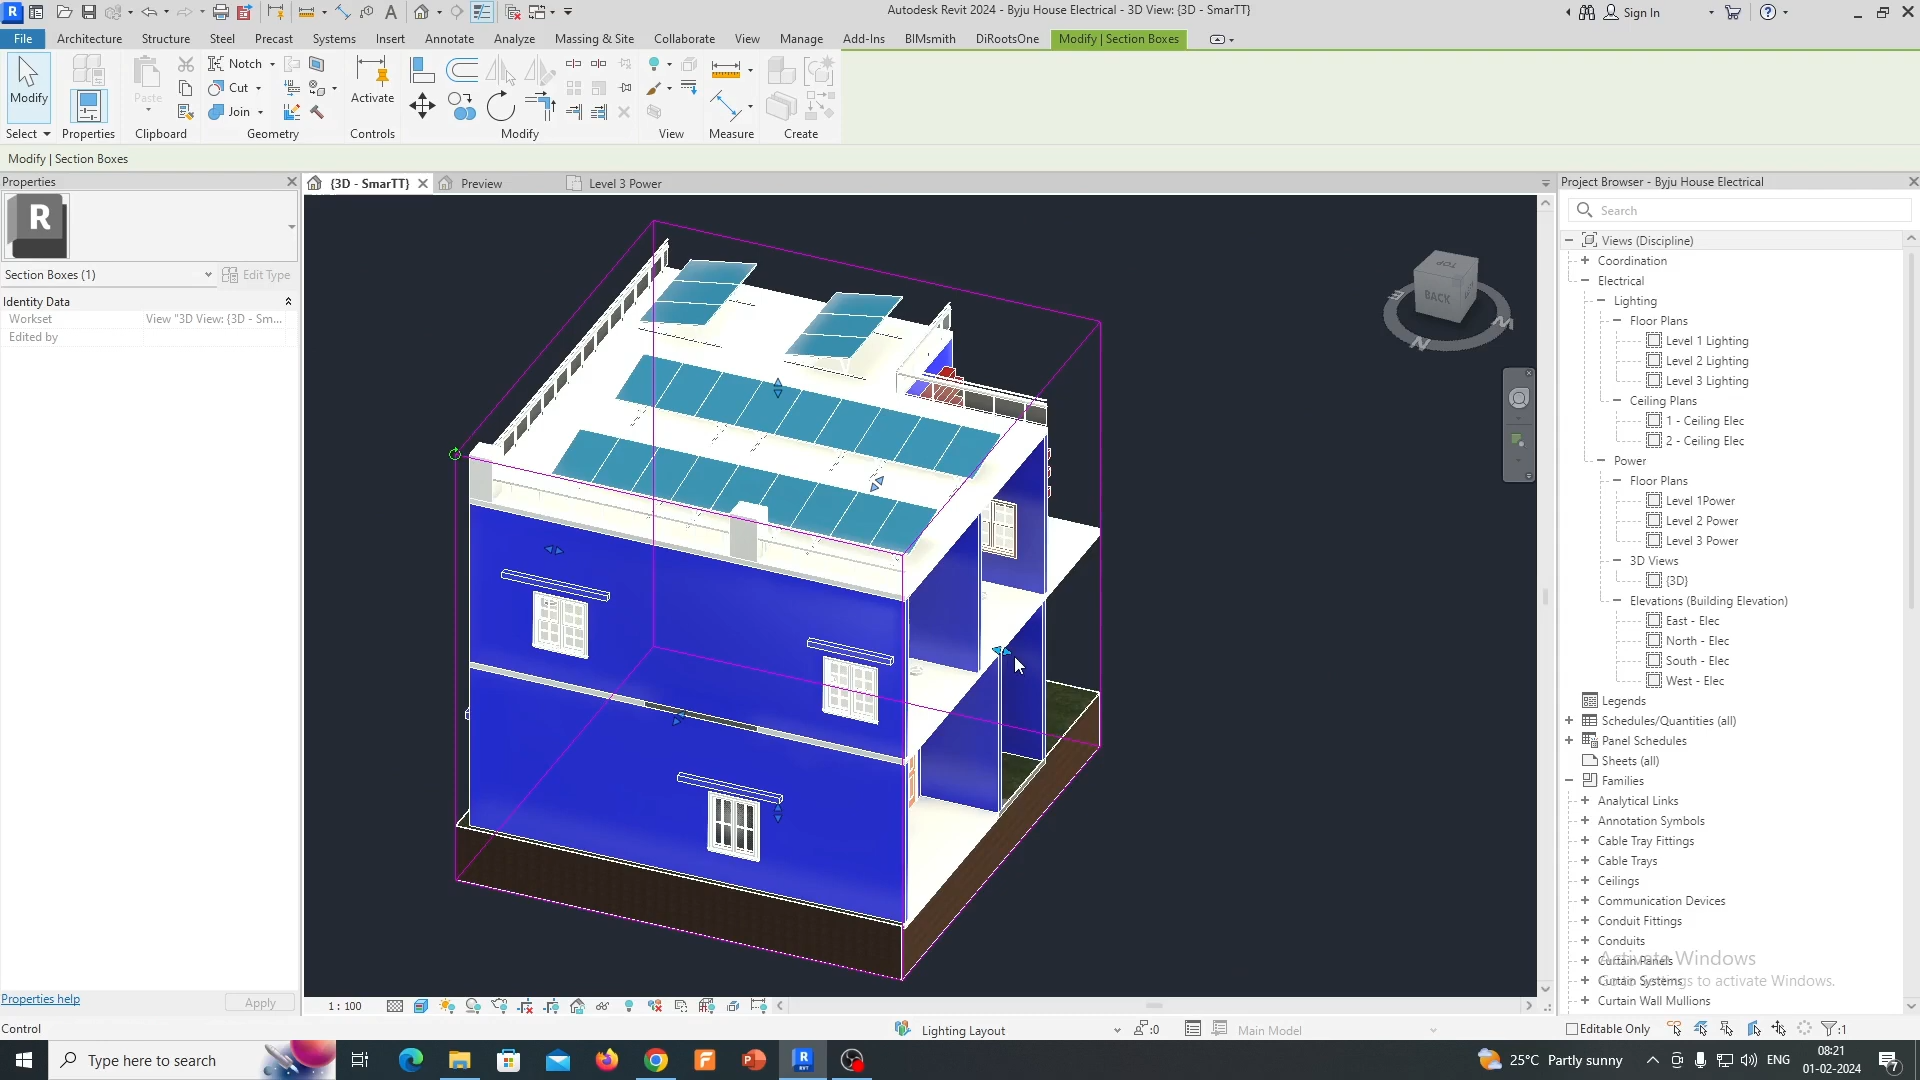 Autodesk Revit 2024 - Byju House Electrical - 3D View: {3D - SmarTT}
Sign In
File Architecture Structure Steel Precast Systems Insert Annotate Analyze Massing & Site Collaborate View Manage Add-Ins BIMsmith DiRootsOne Modify | Section Boxes
Modify
Paste
Notch
Cut
Join
Activate
Select Properties Clipboard Geometry Controls Modify View Measure Create
Modify | Section Boxes
Properties
R
Section Boxes (1)
Edit Type
Identity Data
Workset View "3D View: {3D - Sm...
Edited by
Properties help
Apply
{3D - SmarTT}
Preview
Level 3 Power
TOP
BACK
N
W
E
1 : 100
Project Browser - Byju House Electrical
Search
Views (Discipline)
Coordination
Electrical
Lighting
Floor Plans
Level 1 Lighting
Level 2 Lighting
Level 3 Lighting
Ceiling Plans
1 - Ceiling Elec
2 - Ceiling Elec
Power
Floor Plans
Level 1Power
Level 2 Power
Level 3 Power
3D Views
{3D}
Elevations (Building Elevation)
East - Elec
North - Elec
South - Elec
West - Elec
Legends
Schedules/Quantities (all)
Panel Schedules
Sheets (all)
Families
Analytical Links
Annotation Symbols
Cable Tray Fittings
Cable Trays
Ceilings
Communication Devices
Conduit Fittings
Conduits
Curtain Panels
Curtain Systems
Curtain Wall Mullions
Activate Windows
Go to Settings to activate Windows.
Control
Lighting Layout
:0
Main Model
Editable Only
:1
Type here to search
25°C Partly sunny
ENG
08:21
01-02-2024
7